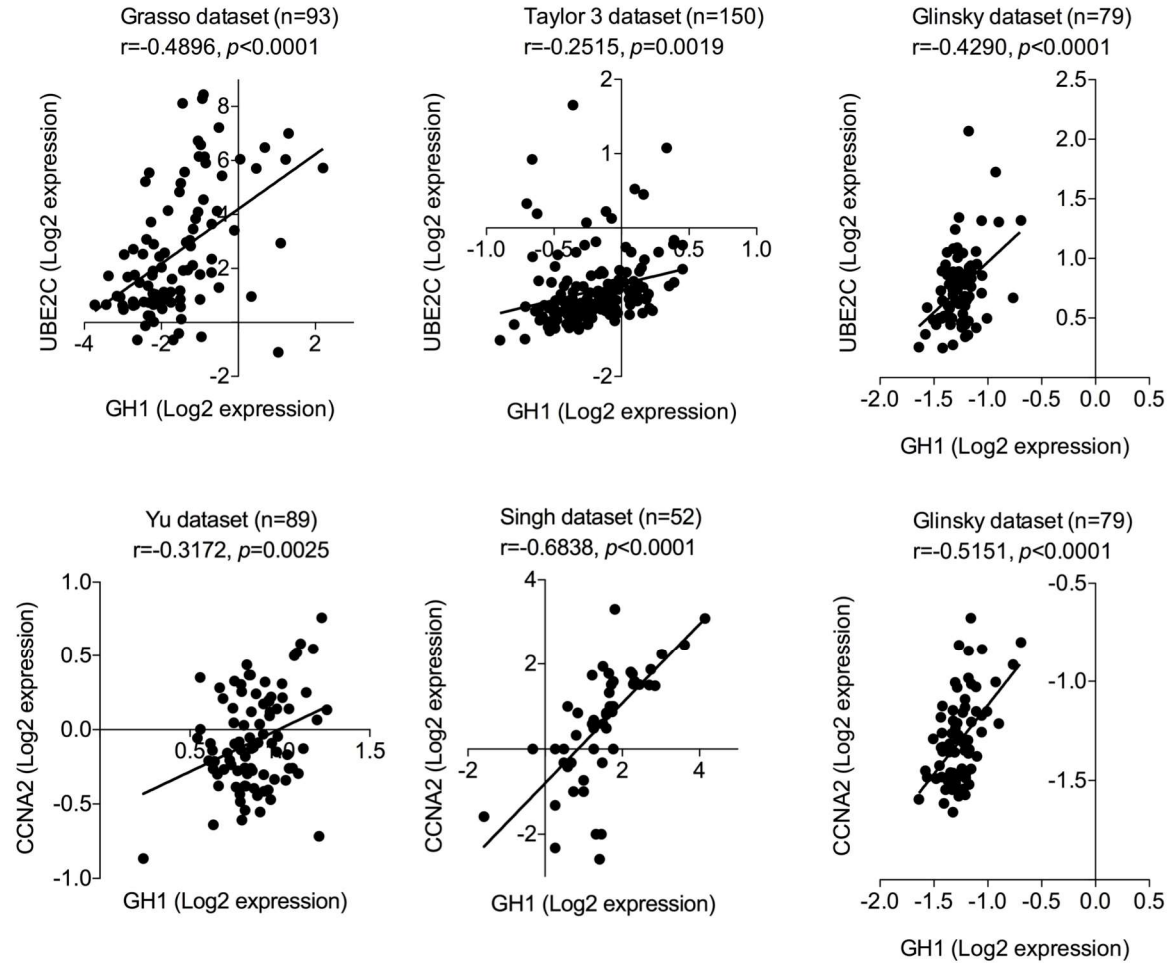 Grasso dataset (n=93)
r=-0.4896, p<0.0001
UBE2C (Log2 expression)
8
6
4
2
-4
-2
2
-2
GH1 (Log2 expression)
Taylor 3 dataset (n=150)
r=-0.2515, p=0.0019
UBE2C (Log2 expression)
2
1
-1.0
-0.5
0.5
1.0
-2
GH1 (Log2 expression)
Glinsky dataset (n=79)
r=-0.4290, p<0.0001
UBE2C (Log2 expression)
2.5
2.0
1.5
1.0
0.5
-2.0 -1.5 -1.0 -0.5 0.0 0.5
GH1 (Log2 expression)
Yu dataset (n=89)
r=-0.3172, p=0.0025
CCNA2 (Log2 expression)
1.0
0.5
0.0
0.5
1.0
1.5
-0.5
-1.0
GH1 (Log2 expression)
Singh dataset (n=52)
r=-0.6838, p<0.0001
CCNA2 (Log2 expression)
4
2
-2
2
4
-2
GH1 (Log2 expression)
Glinsky dataset (n=79)
r=-0.5151, p<0.0001
CCNA2 (Log2 expression)
-0.5
-1.0
-1.5
-2.0 -1.5 -1.0 -0.5 0.0 0.5
GH1 (Log2 expression)